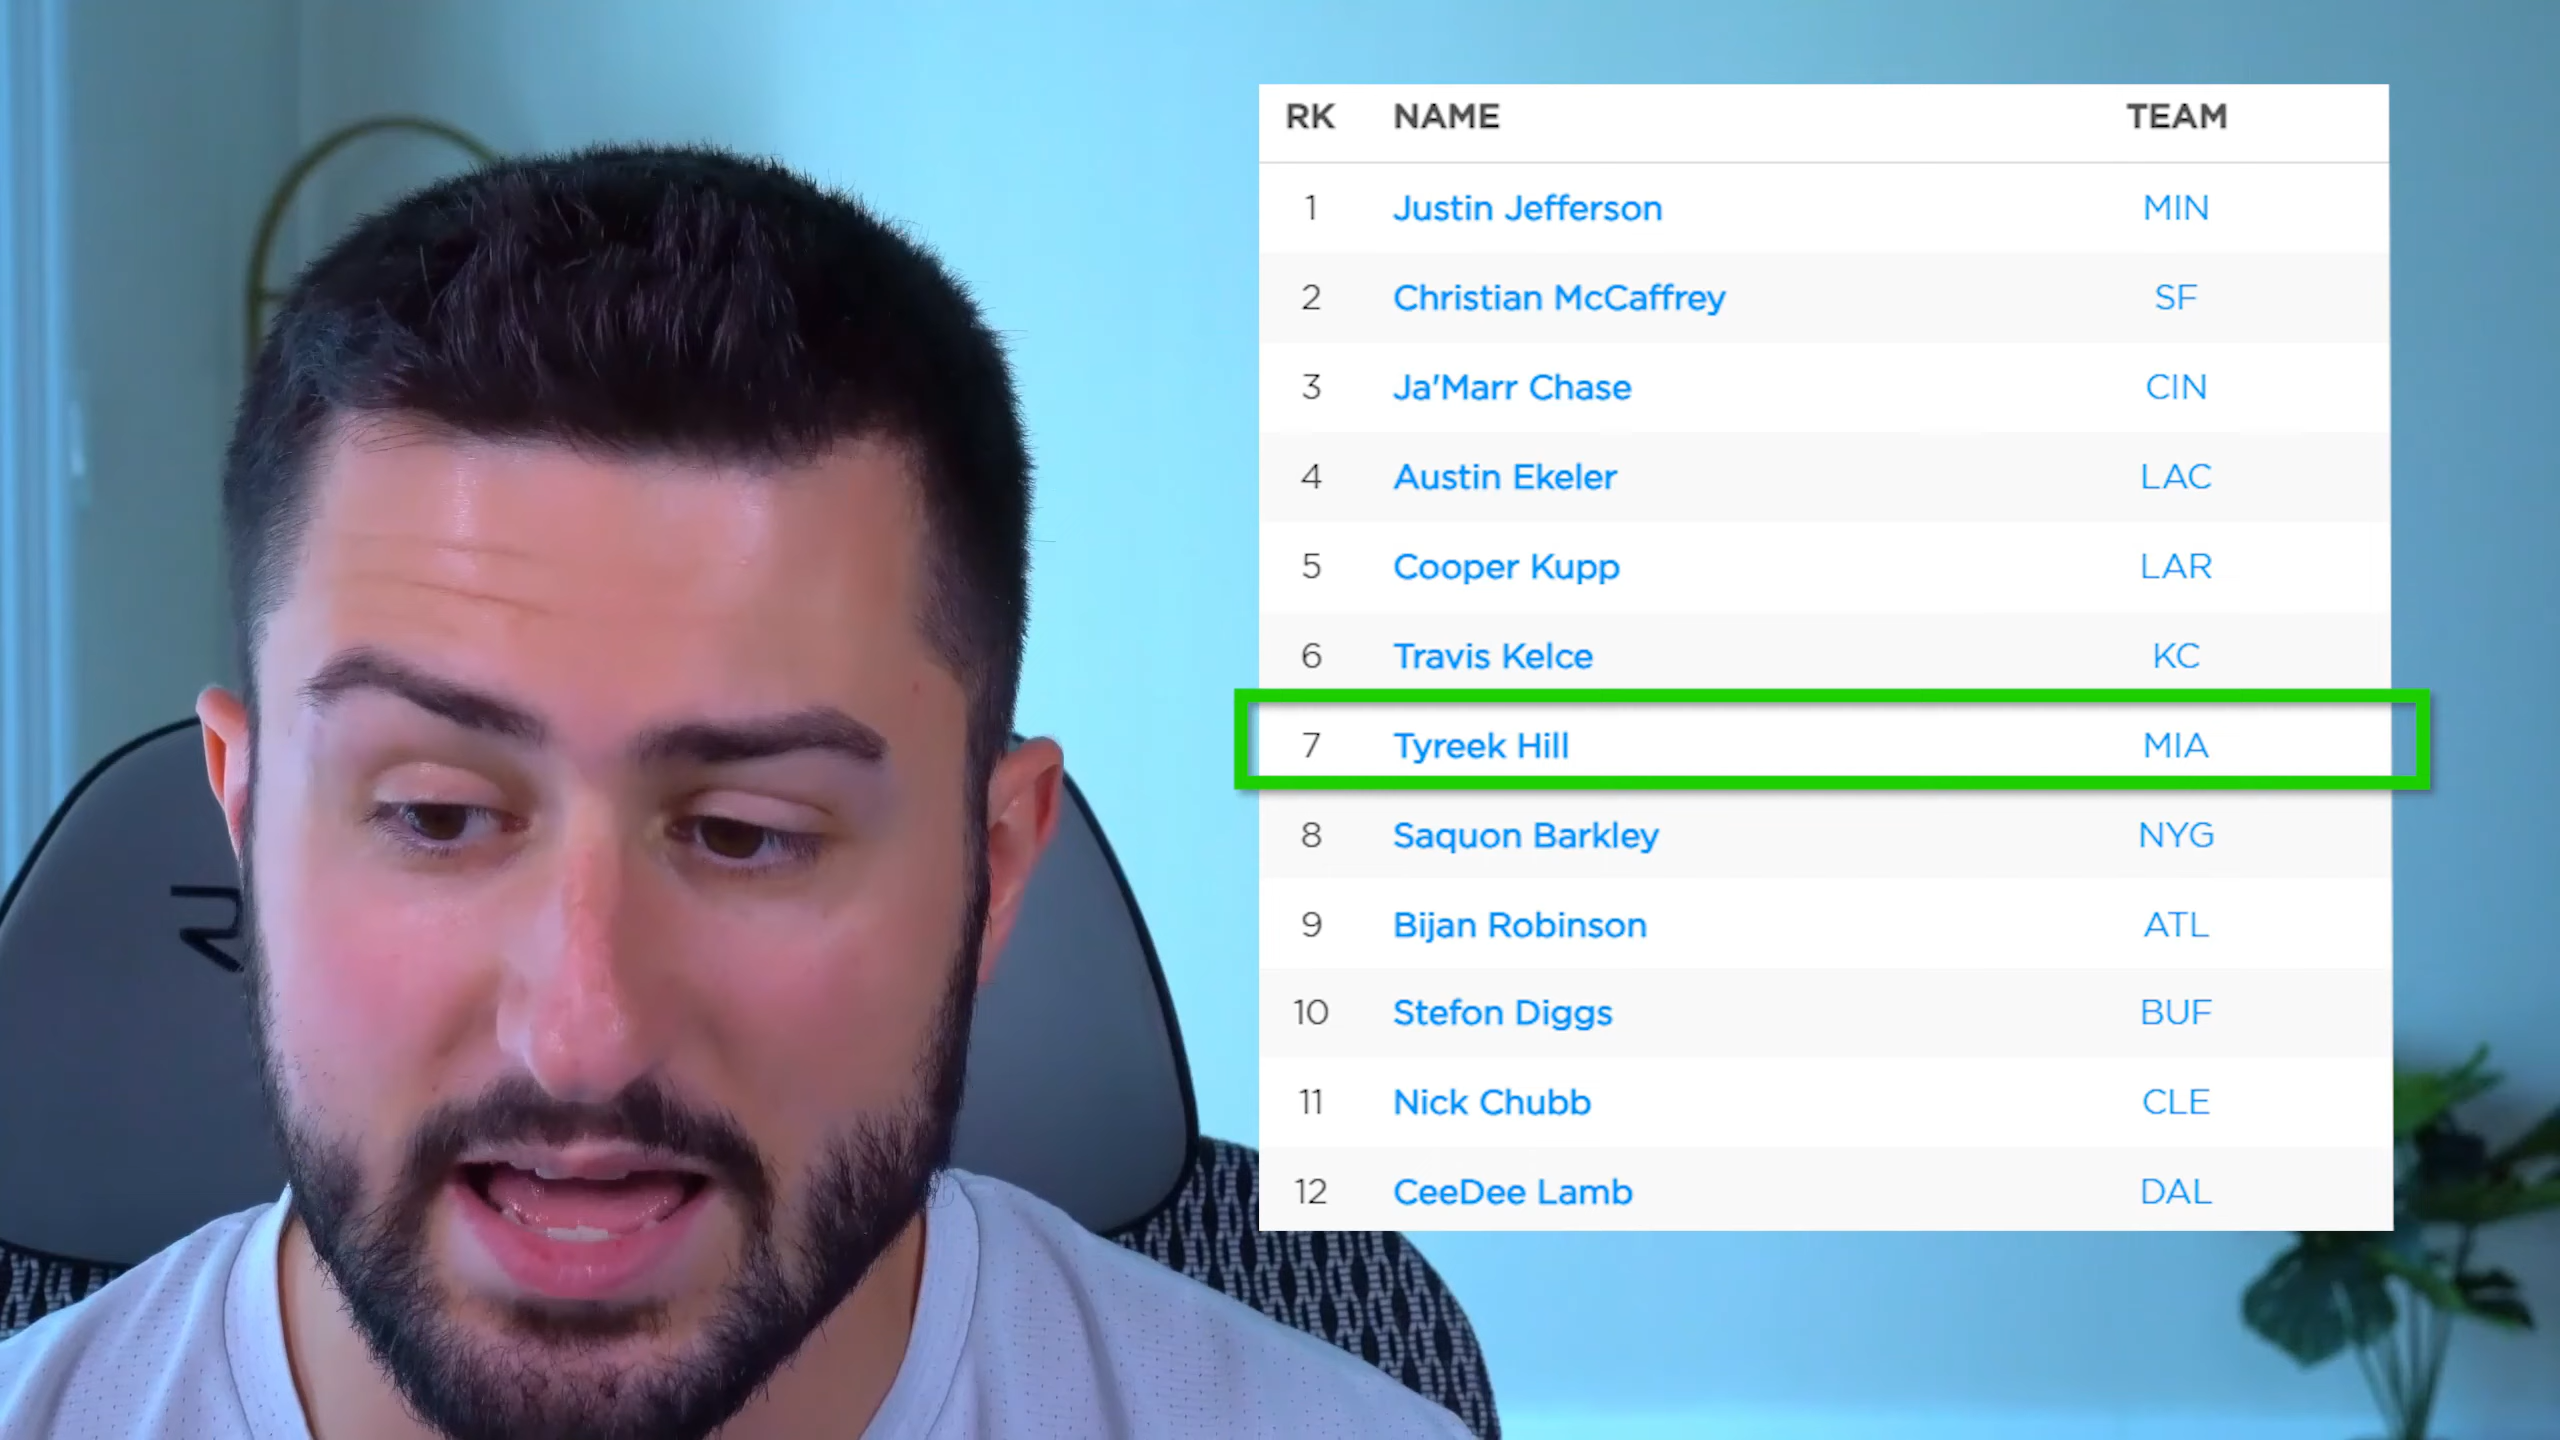 RK NAME TEAM
1 Justin Jefferson MIN
2 Christian McCaffrey SF
3 Ja'Marr Chase CIN
4 Austin Ekeler LAC
5 Cooper Kupp LAR
6 Travis Kelce KC
7 Tyreek Hill MIA
8 Saquon Barkley NYG
9 Bijan Robinson ATL
10 Stefon Diggs BUF
11 Nick Chubb CLE
12 CeeDee Lamb DAL